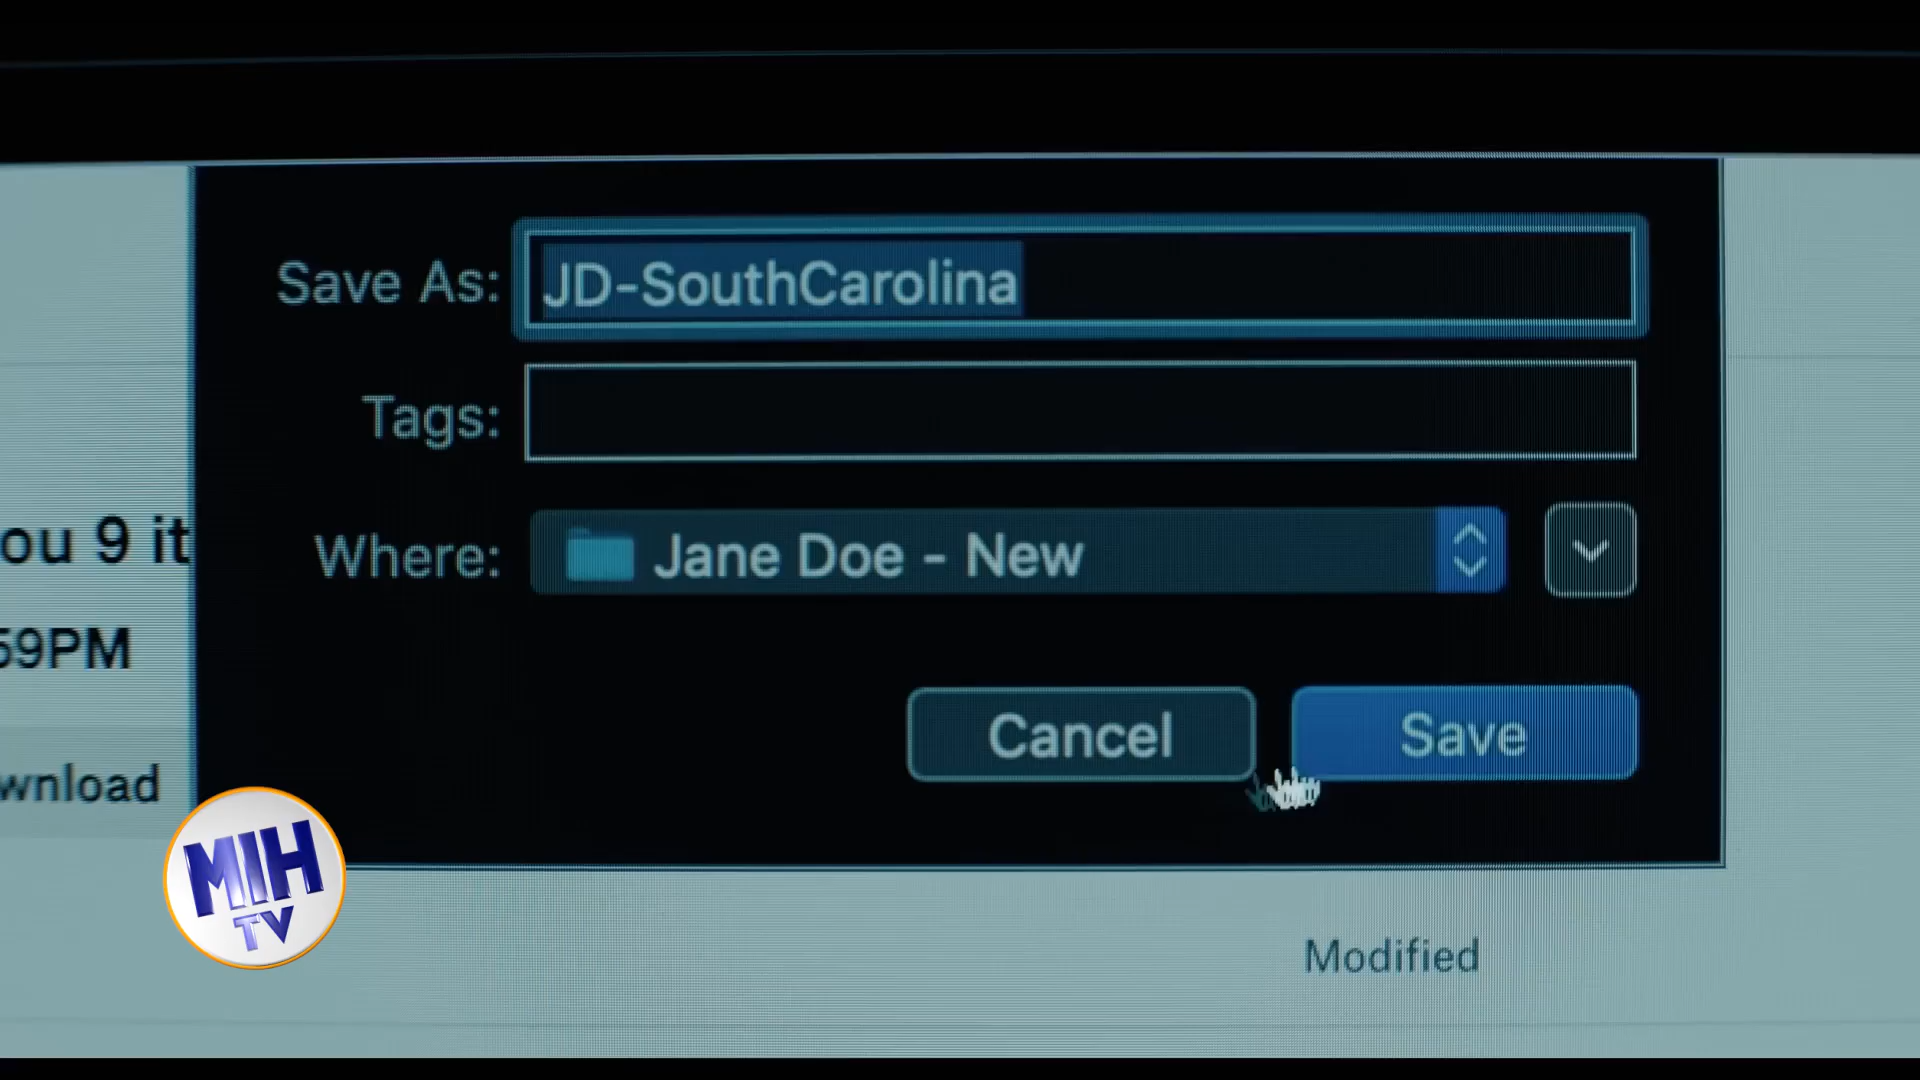 Save As: JD-SouthCarolina
Tags:
Where: Jane Doe - New
ou 9 it
59PM
Cancel Save
wnload
MIH
TV
Modified